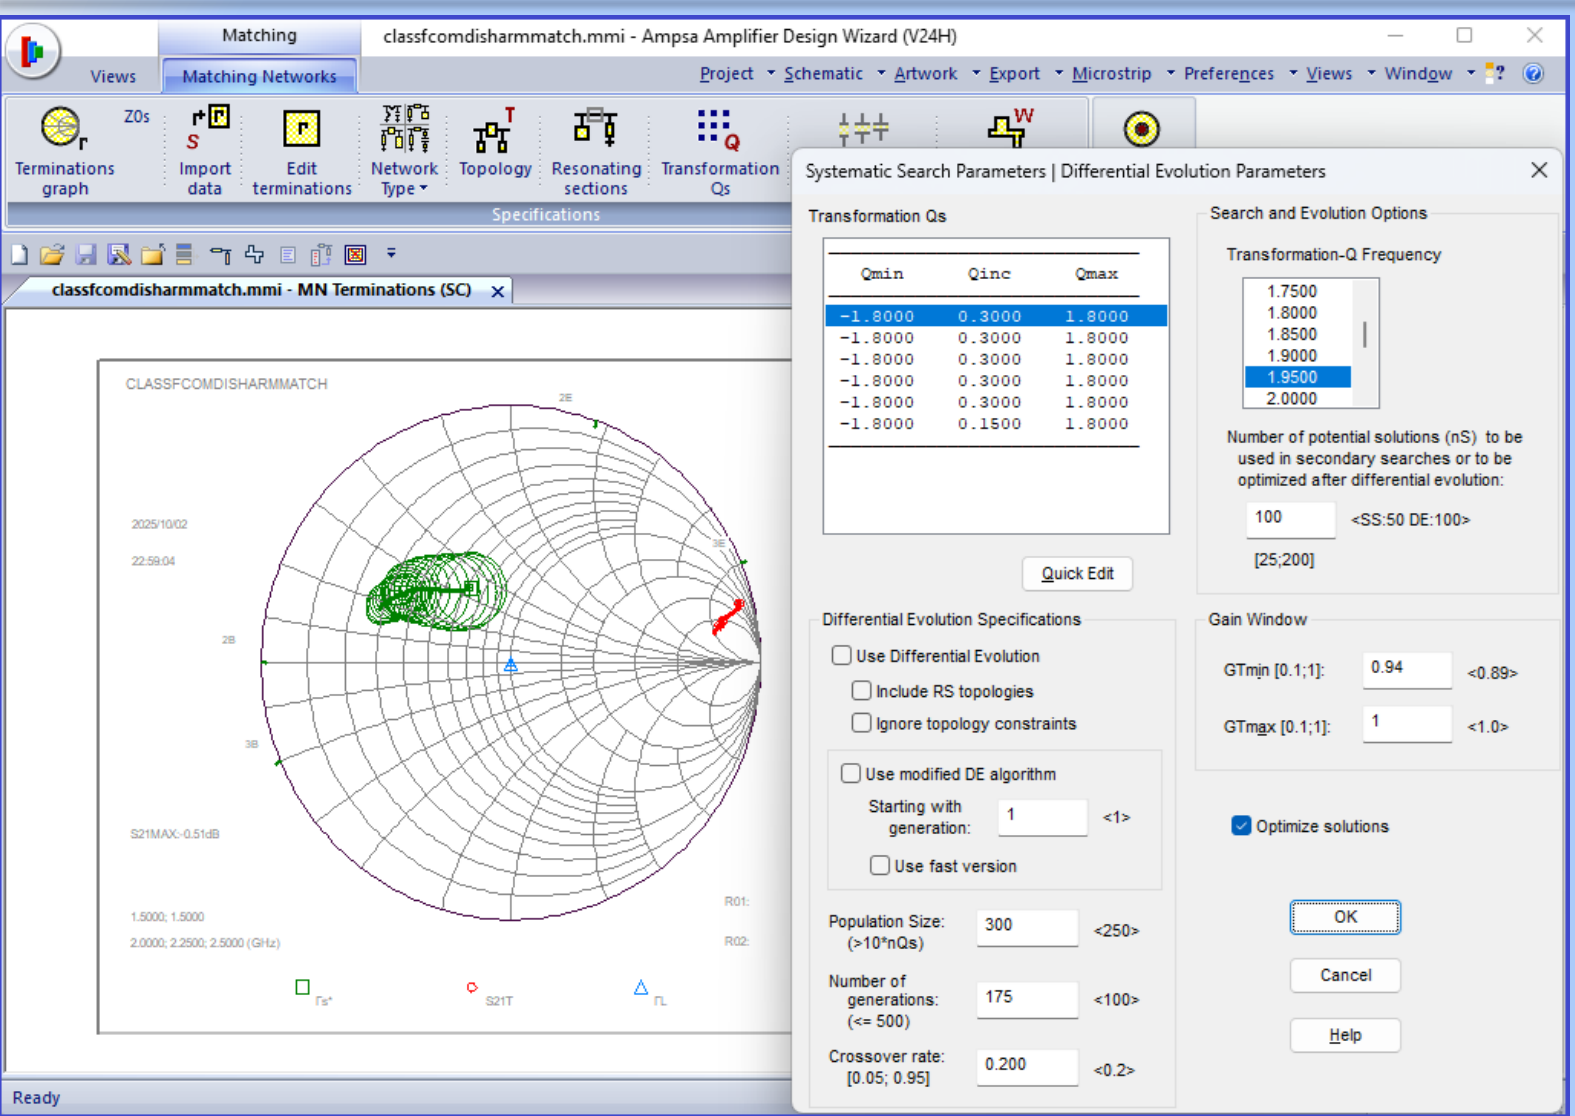 Matching
classfcomdisharmmatch.mmi - Ampsa Amplifier Design Wizard (V24H)
Views
Matching Networks
Project
Schematic
Artwork
Export
Microstrip
Preferences
Views
Window
?
Terminations graph
Z0s
Import data
Edit terminations
Network Type
Topology
Resonating sections
Transformation Qs
Specifications
classfcomdisharmmatch.mmi - MN Terminations (SC)
CLASSFCOMDISHARMMATCH
2E
2025/10/02
22:59:04
3E
2B
3B
S21MAX:-0.51dB
R01:
1.5000; 1.5000
2.0000; 2.2500; 2.5000 (GHz)
R02:
Γs*
S21T
ΓL
Ready
Systematic Search Parameters | Differential Evolution Parameters
Transformation Qs
Qmin Qinc Qmax
-1.8000 0.3000 1.8000
-1.8000 0.3000 1.8000
-1.8000 0.3000 1.8000
-1.8000 0.3000 1.8000
-1.8000 0.3000 1.8000
-1.8000 0.1500 1.8000
Quick Edit
Search and Evolution Options
Transformation-Q Frequency
1.7500
1.8000
1.8500
1.9000
1.9500
2.0000
Number of potential solutions (nS) to be
used in secondary searches or to be
optimized after differential evolution:
100 <SS:50 DE:100>
[25;200]
Differential Evolution Specifications
Use Differential Evolution
Include RS topologies
Ignore topology constraints
Use modified DE algorithm
Starting with
generation: 1 <1>
Use fast version
Population Size:
(>10*nQs) 300 <250>
Number of
generations: 175 <100>
(<= 500)
Crossover rate:
[0.05; 0.95] 0.200 <0.2>
Gain Window
GTmin [0.1;1]: 0.94 <0.89>
GTmax [0.1;1]: 1 <1.0>
Optimize solutions
OK
Cancel
Help